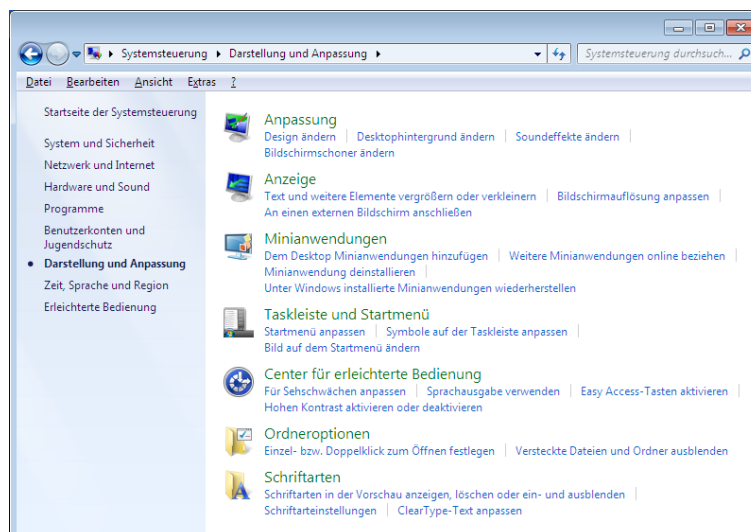 Systemsteuerung Darstellung und Anpassung Systemsteuerung durchsuch...
Datei Bearbeiten Ansicht Extras ?
Startseite der Systemsteuerung
System und Sicherheit
Netzwerk und Internet
Hardware und Sound
Programme
Benutzerkonten und
Jugendschutz
Darstellung und Anpassung
Zeit, Sprache und Region
Erleichterte Bedienung
Anpassung
Design ändern Desktophintergrund ändern Soundeffekte ändern
Bildschirmschoner ändern
Anzeige
Text und weitere Elemente vergrößern oder verkleinern Bildschirmauflösung anpassen
An einen externen Bildschirm anschließen
Minianwendungen
Dem Desktop Minianwendungen hinzufügen Weitere Minianwendungen online beziehen
Minianwendung deinstallieren
Unter Windows installierte Minianwendungen wiederherstellen
Taskleiste und Startmenü
Startmenü anpassen Symbole auf der Taskleiste anpassen
Bild auf dem Startmenü ändern
Center für erleichterte Bedienung
Für Sehschwächen anpassen Sprachausgabe verwenden Easy Access-Tasten aktivieren
Hohen Kontrast aktivieren oder deaktivieren
Ordneroptionen
Einzel- bzw. Doppelklick zum Öffnen festlegen Versteckte Dateien und Ordner ausblenden
Schriftarten
Schriftarten in der Vorschau anzeigen, löschen oder ein- und ausblenden
Schriftarteinstellungen ClearType-Text anpassen